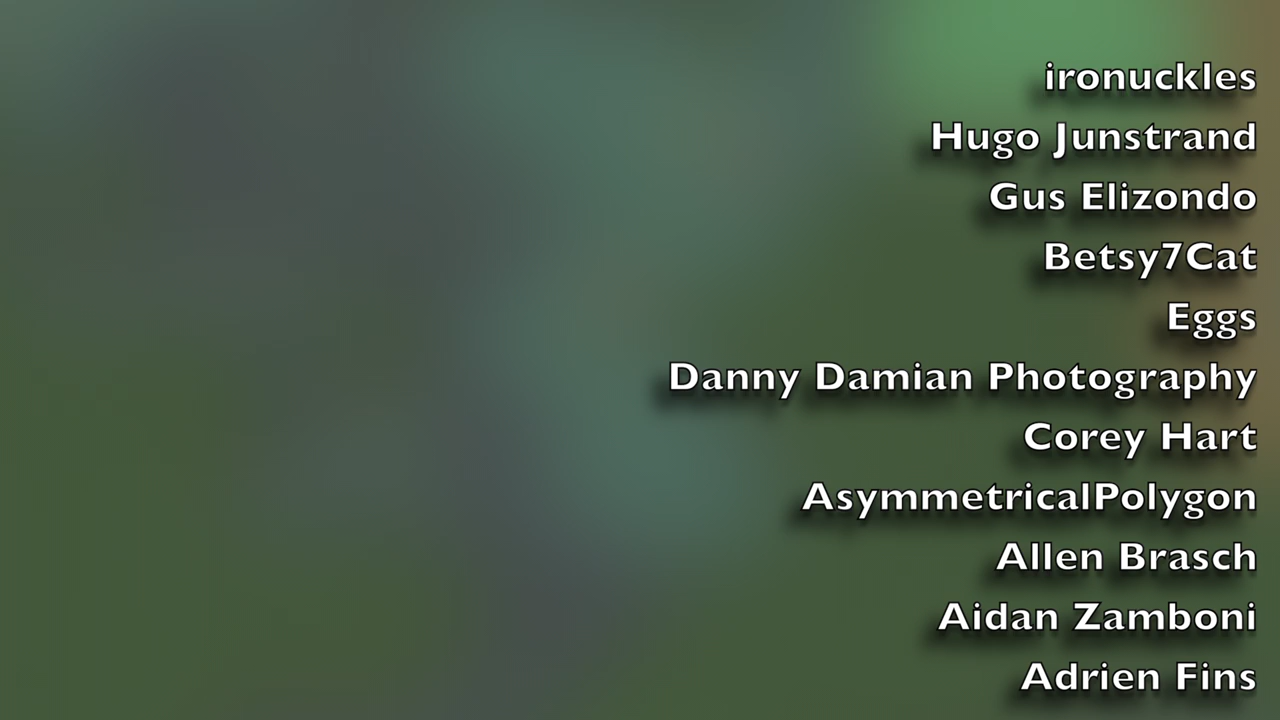 ironuckles
Hugo Junstrand
Gus Elizondo
Betsy7Cat
Eggs
Danny Damian Photography
Corey Hart
AsymmetricalPolygon
Allen Brasch
Aidan Zamboni
Adrien Fins